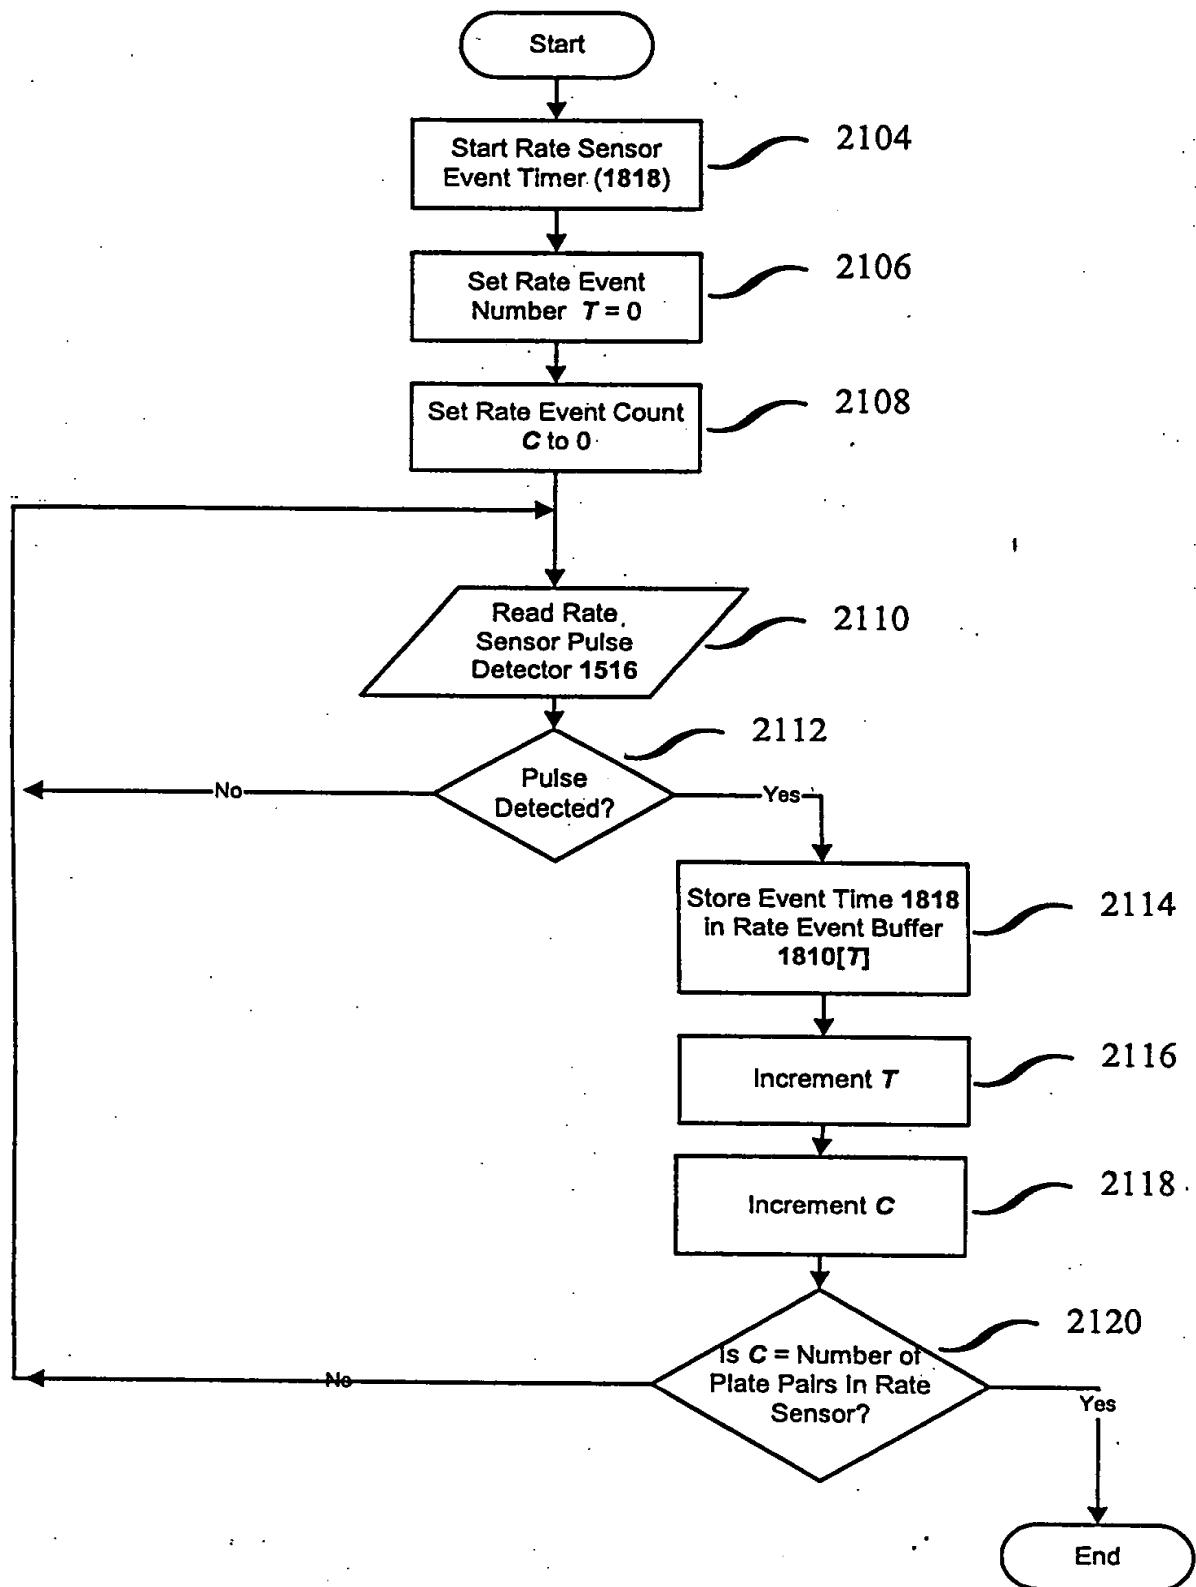 Start
Start Rate Sensor
Event Timer (1818)
2104
Set Rate Event
Number T = 0
2106
Set Rate Event Count
C to 0
2108
Read Rate
Sensor Pulse
Detector 1516
2110
2112
Pulse
Detected?
No
Yes
Store Event Time 1818
in Rate Event Buffer
1810[T]
2114
Increment T
2116
Increment C
2118
2120
Is C = Number of
Plate Pairs in Rate
Sensor?
No
Yes
End